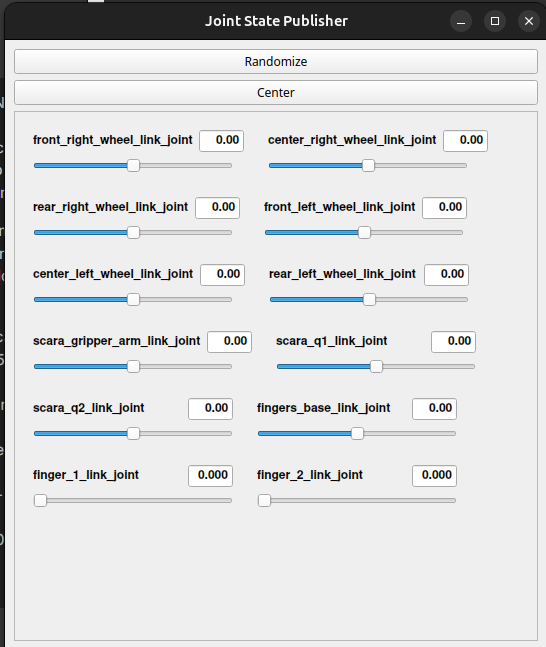 Joint State Publisher
Randomize
Center
front_right_wheel_link_joint 0.00 center_right_wheel_link_joint 0.00
rear_right_wheel_link_joint 0.00 front_left_wheel_link_joint 0.00
center_left_wheel_link_joint 0.00 rear_left_wheel_link_joint 0.00
scara_gripper_arm_link_joint 0.00 scara_q1_link_joint 0.00
scara_q2_link_joint 0.00 fingers_base_link_joint 0.00
finger_1_link_joint 0.000 finger_2_link_joint 0.000